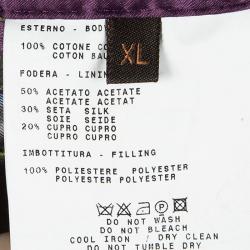 ESTERNO - BODY
100% COTONE CO
COTTON BAU
XL
FODERA - LININ
50% ACETATO ACETATE
ACETATE ACETAT
30% SETA SILK
SOIE SEIDE
20% CUPRO CUPRO
CUPRO CUPRO
IMBOTTITURA - FILLING
100% POLIESTERE POLYESTER
POLYESTER POLYESTER
DO NOT WASH
DO NOT BLEACH
COOL IRON / DRY CLEAN
DO NOT TUMBLE DRY